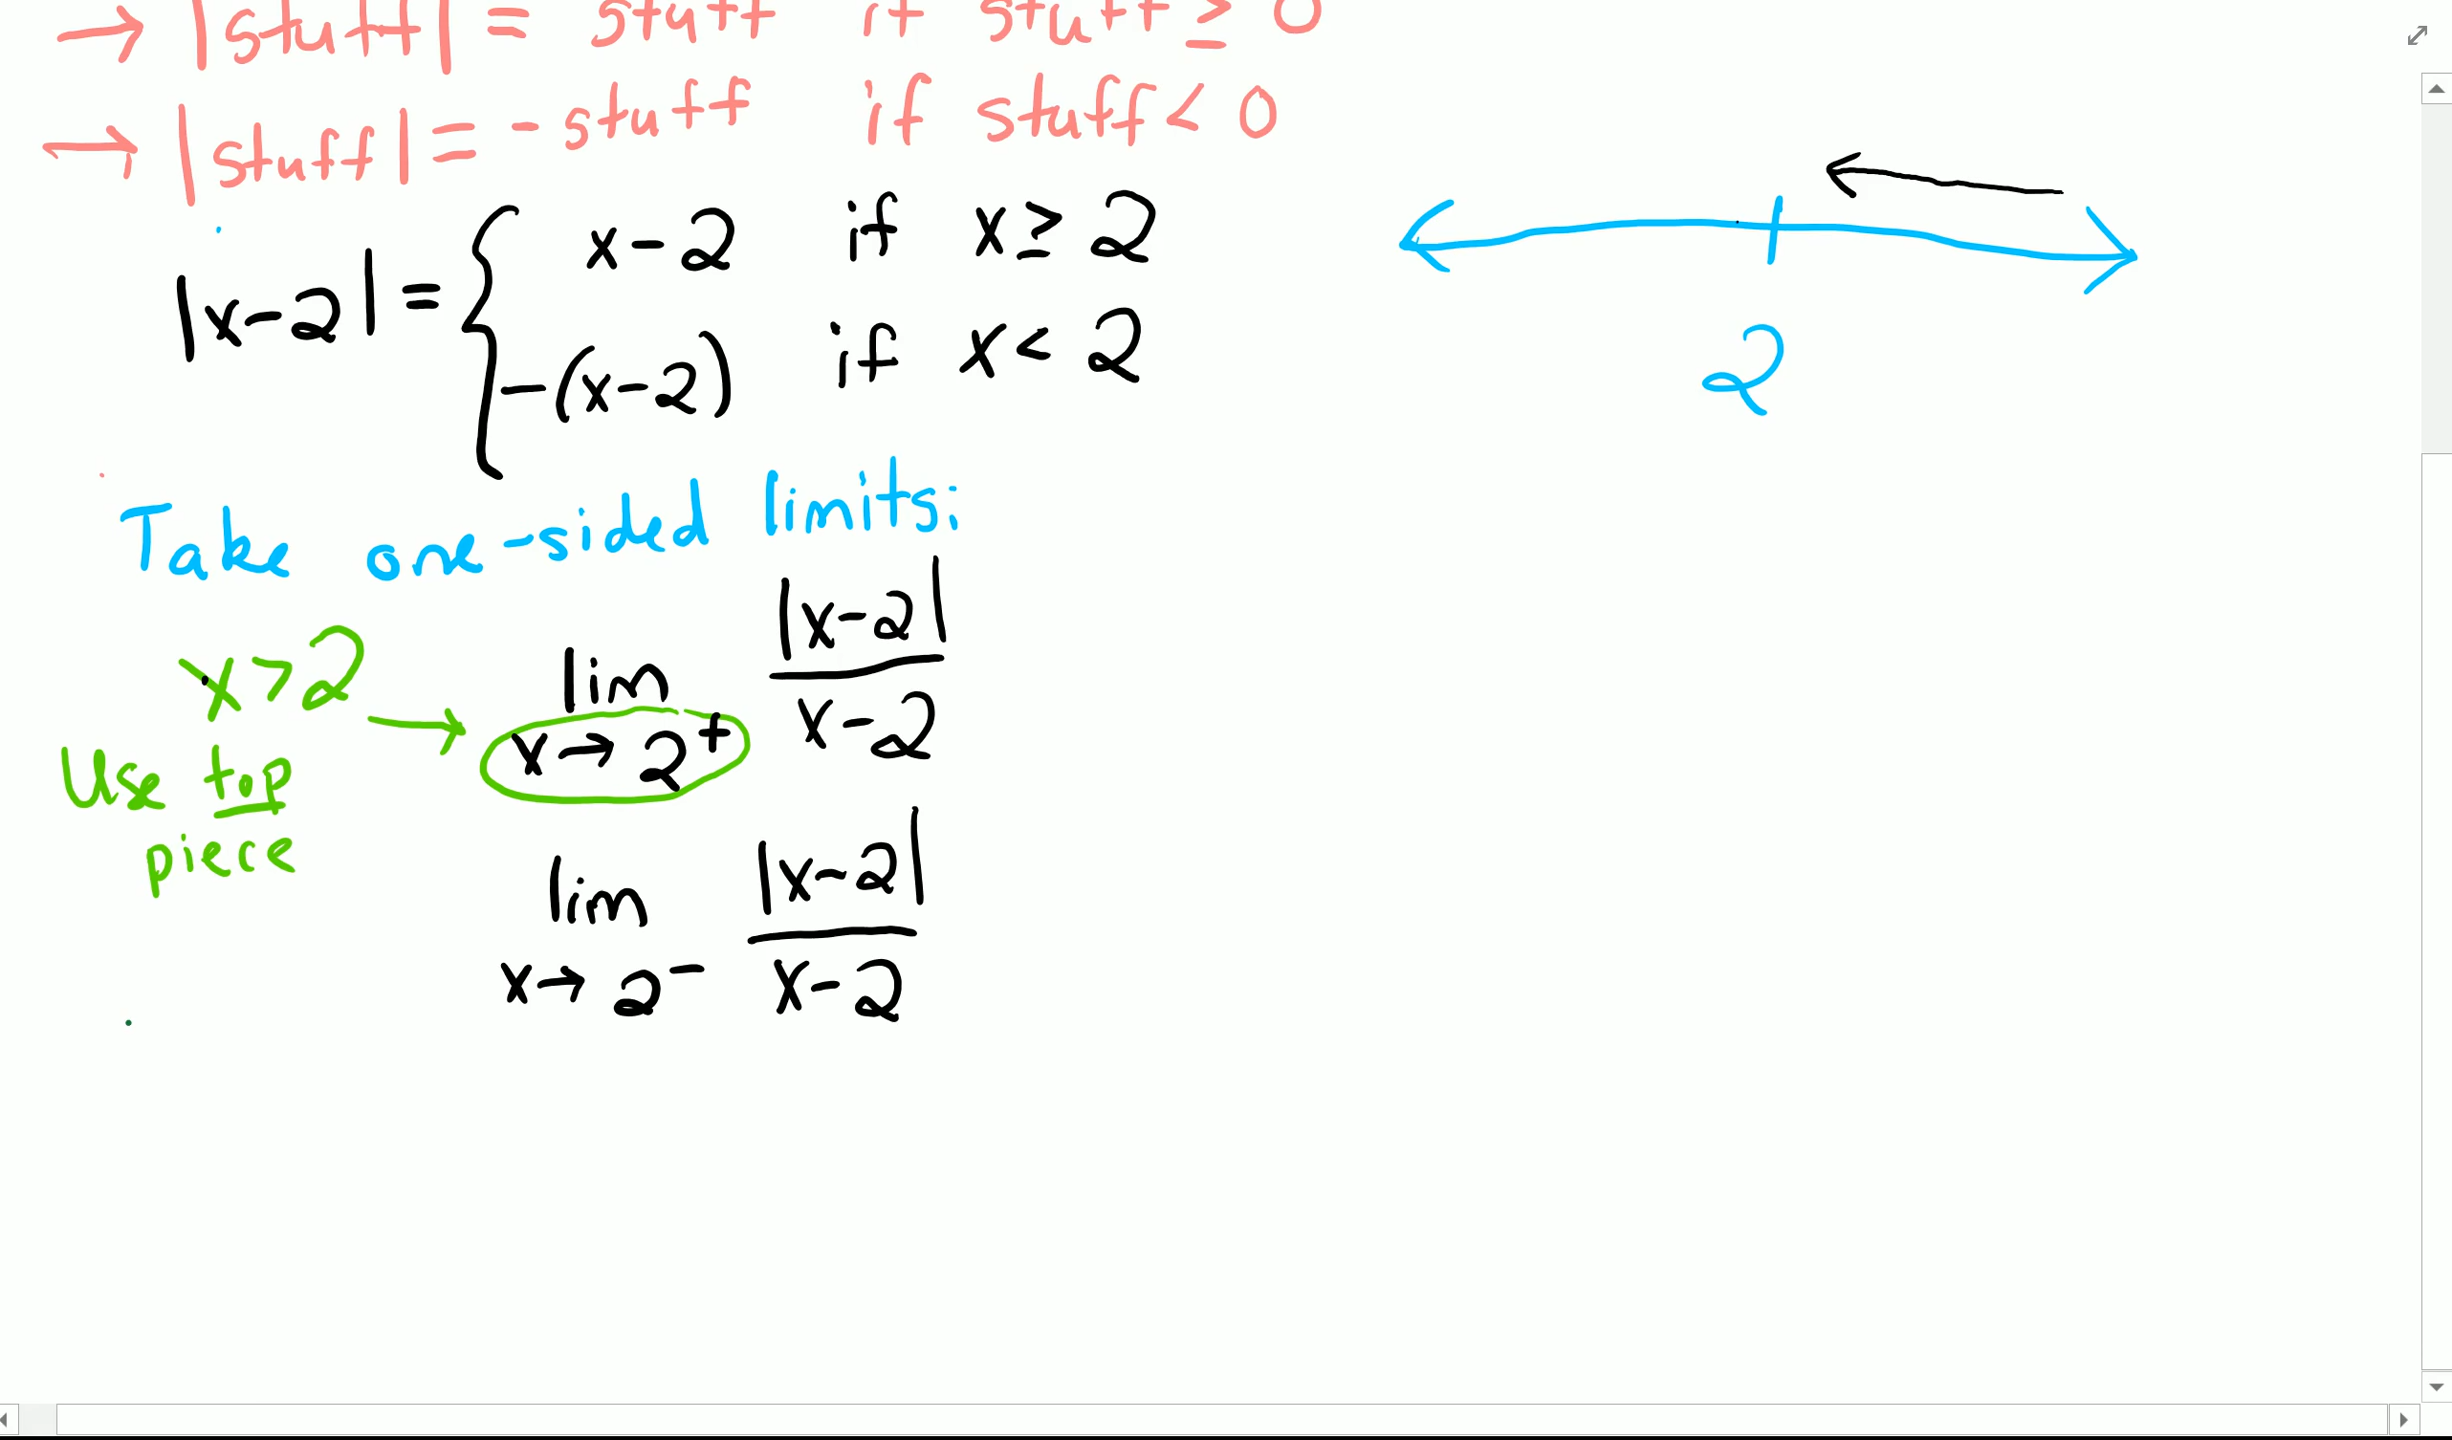 → |stuff| = stuff if stuff ≥ 0
→ |stuff| = - stuff if stuff < 0
|x-2| = { x-2 if x ≥ 2
-(x-2) if x < 2
2
Take one-sided limits:
x > 2 → lim x→2⁺ |x-2| / x-2
Use top piece
lim x→2⁻ |x-2| / x-2